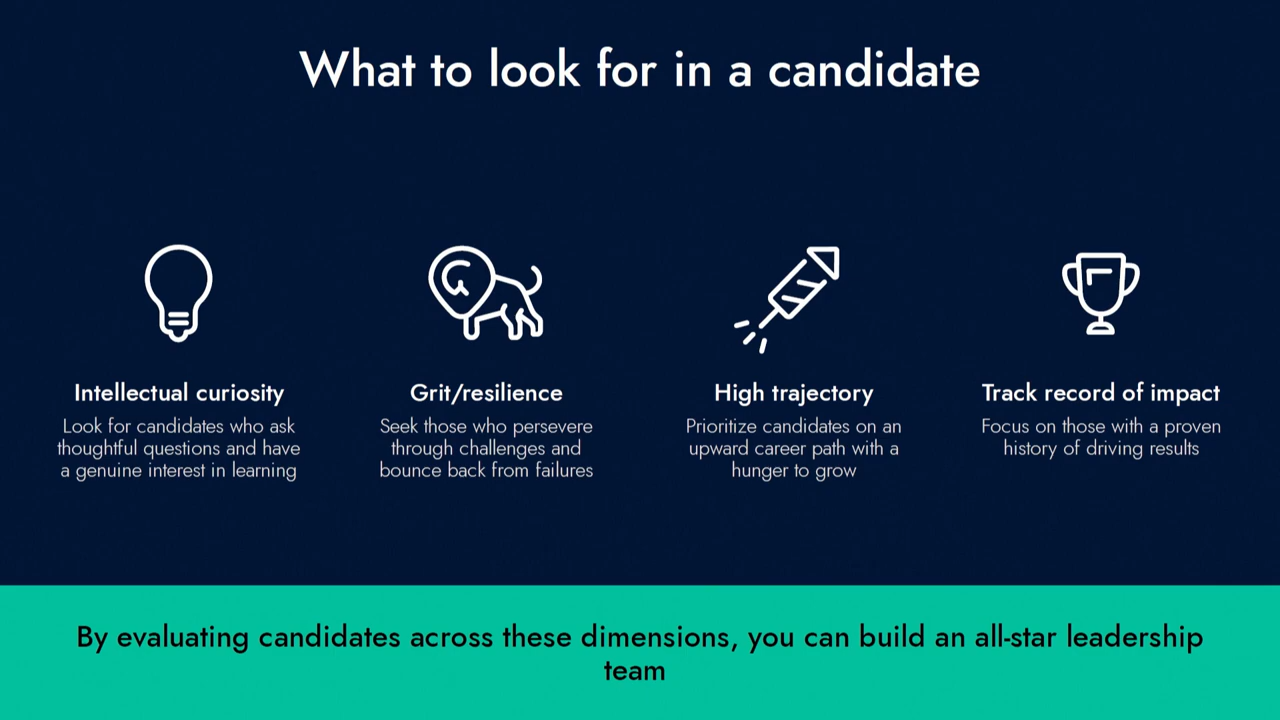 What to look for in a candidate
Intellectual curiosity
Look for candidates who ask
thoughtful questions and have
a genuine interest in learning
Grit/resilience
Seek those who persevere
through challenges and
bounce back from failures
High trajectory
Prioritize candidates on an
upward career path with a
hunger to grow
Track record of impact
Focus on those with a proven
history of driving results
By evaluating candidates across these dimensions, you can build an all-star leadership
team